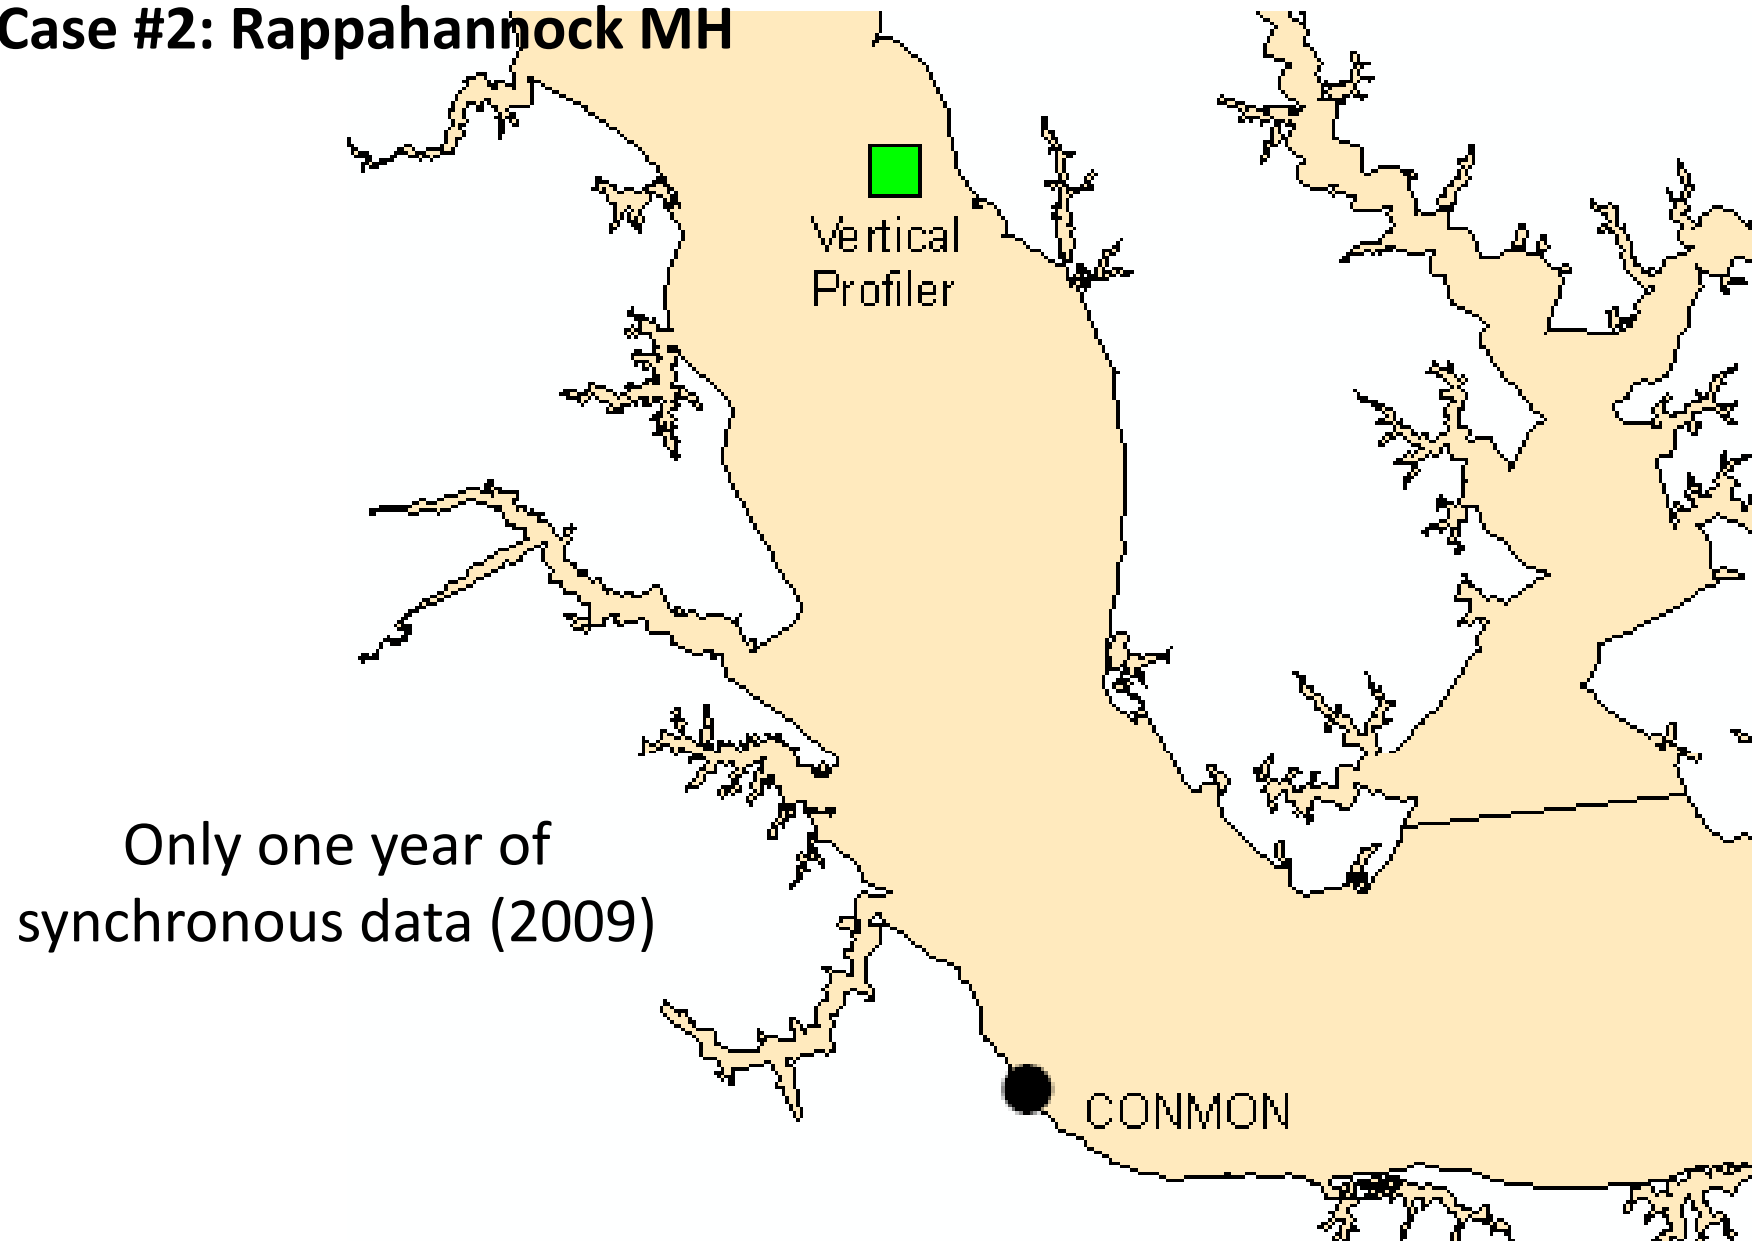 Case #2: Rappahannock MH
Vertical
Profiler
Only one year of
synchronous data (2009)
CONMON